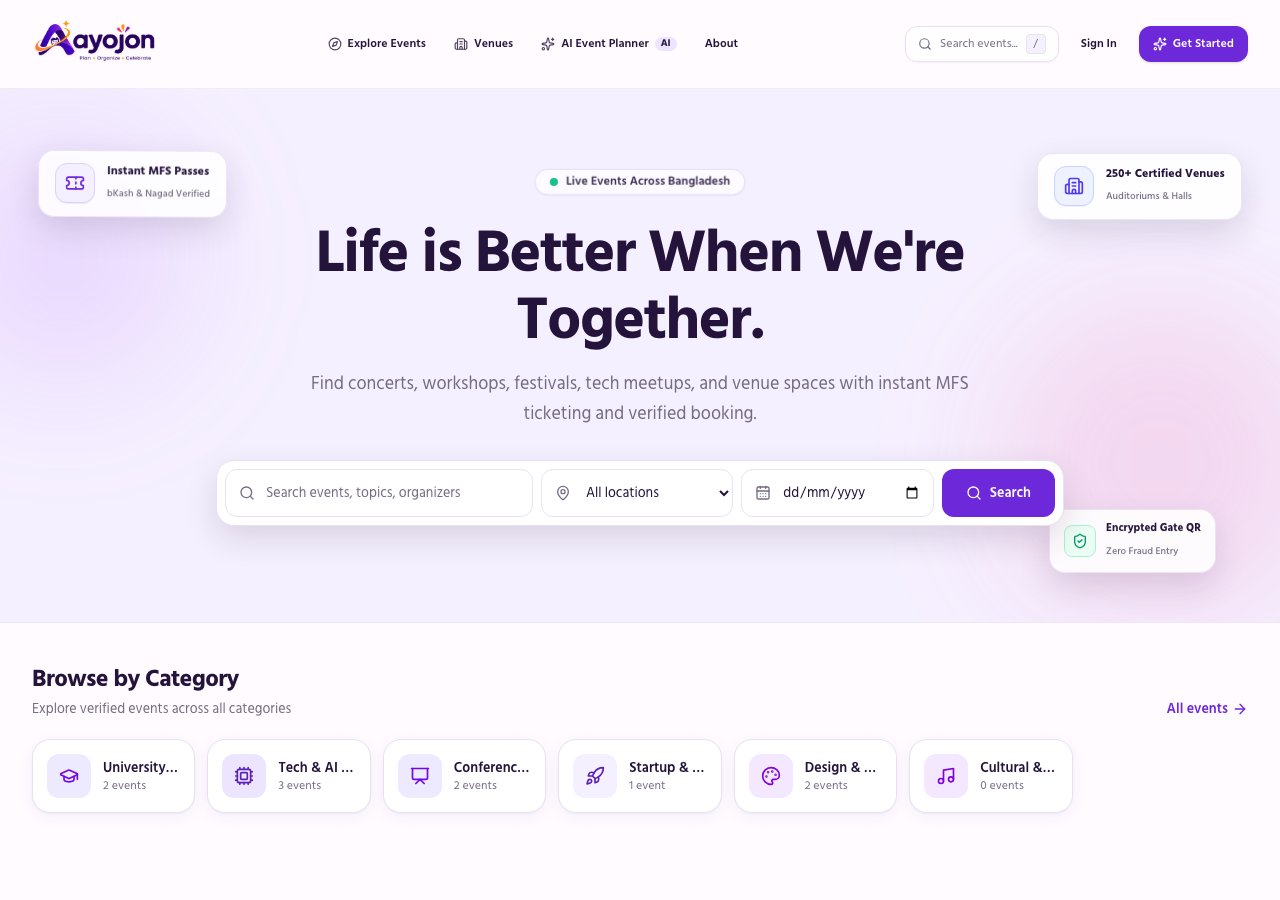 Aayojon
Plan • Organize • Celebrate
Explore Events
Venues
AI Event Planner AI
About
Search events... /
Sign In
Get Started
Instant MFS Passes
bKash & Nagad Verified
250+ Certified Venues
Auditoriums & Halls
Live Events Across Bangladesh
Life is Better When We're
Together.
Find concerts, workshops, festivals, tech meetups, and venue spaces with instant MFS
ticketing and verified booking.
Search events, topics, organizers
All locations
dd/mm/yyyy
Search
Encrypted Gate QR
Zero Fraud Entry
Browse by Category
Explore verified events across all categories
All events
University...
2 events
Tech & AI ...
3 events
Conferenc...
2 events
Startup & ...
1 event
Design & ...
2 events
Cultural &...
0 events